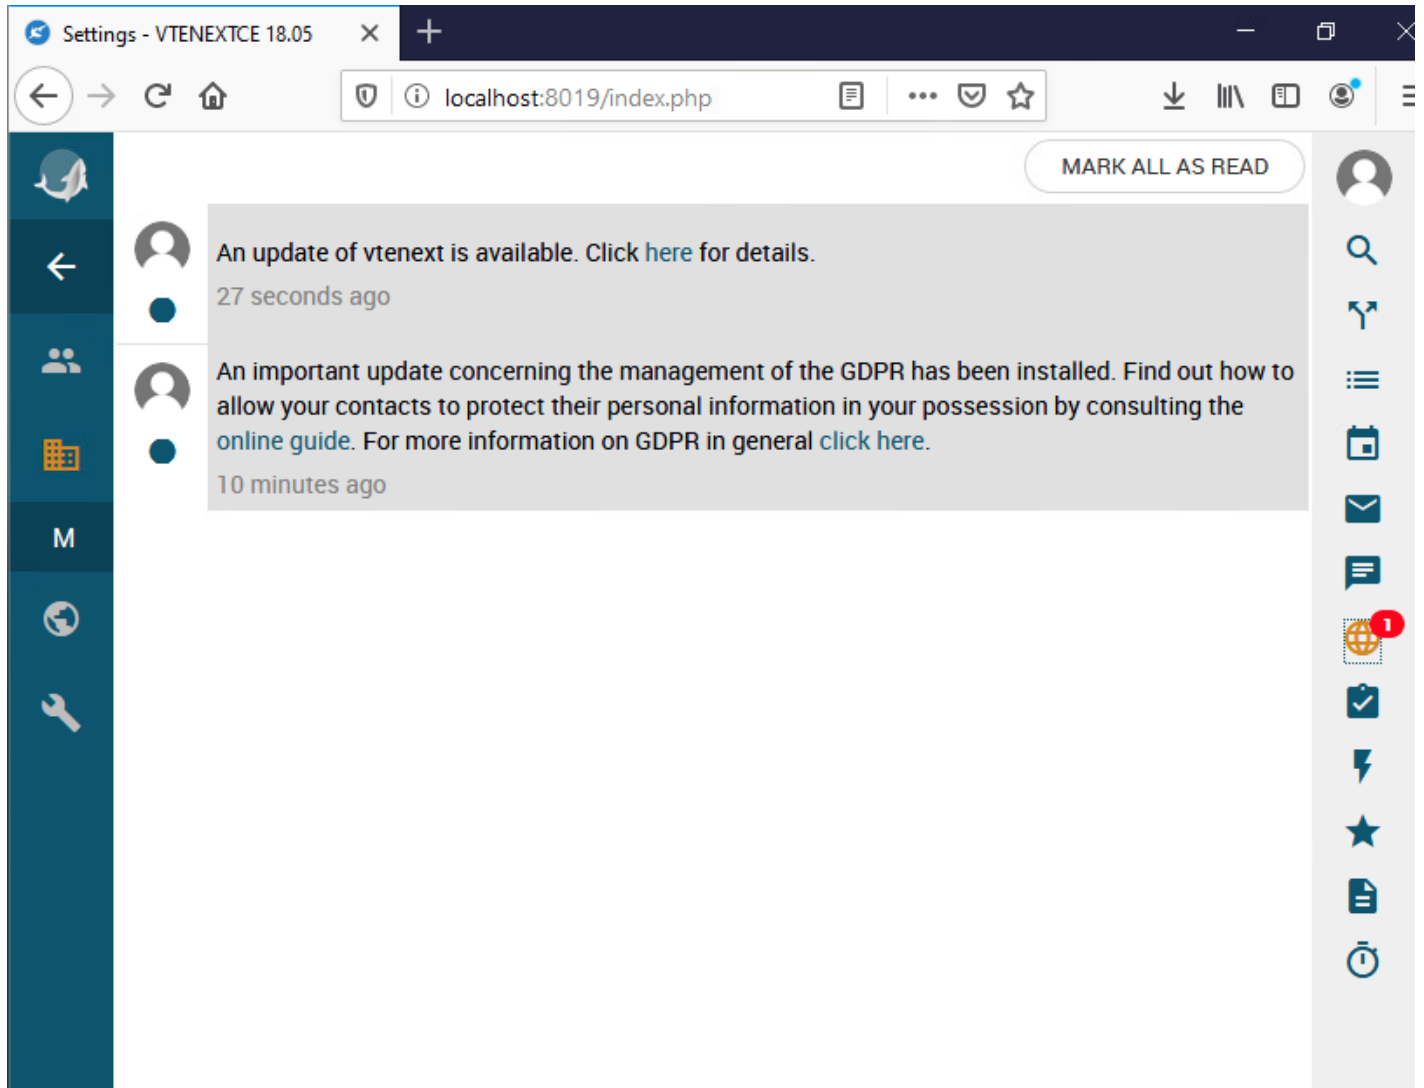 Settings - VTENEXTCE 18.05
localhost:8019/index.php
MARK ALL AS READ
An update of vtenext is available. Click here for details.
27 seconds ago
An important update concerning the management of the GDPR has been installed. Find out how to
allow your contacts to protect their personal information in your possession by consulting the
online guide. For more information on GDPR in general click here.
10 minutes ago
M
1